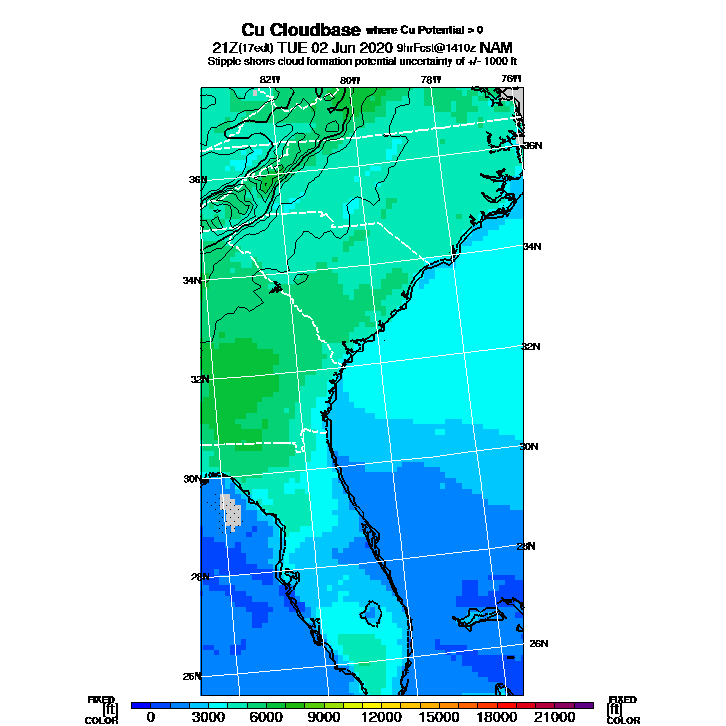 Cu Cloudbase where Cu Potential > 0
21Z(17edt) TUE 02 Jun 2020 9hrFcst@1410z NAM
Stipple shows cloud formation potential uncertainty of +/- 1000 ft
82W 80W 78W 76W
36N
36N
34N
34N
32N
32N
30N
30N
28N
28N
26N
26N
FIXED FIXED
[ft] [ft]
COLOR COLOR
0 3000 6000 9000 12000 15000 18000 21000